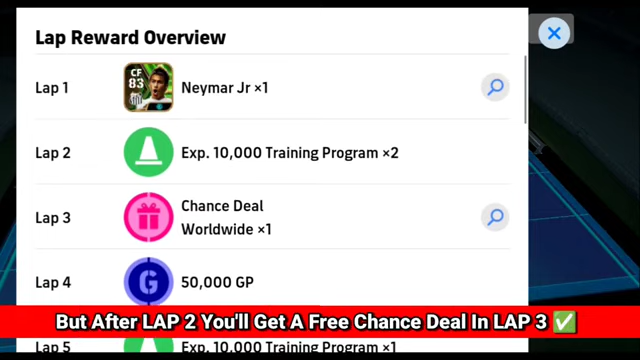 Lap Reward Overview
Lap 1
CF
83
Neymar Jr ×1
Lap 2
Exp. 10,000 Training Program ×2
Lap 3
Chance Deal
Worldwide ×1
Lap 4
G
50,000 GP
But After LAP 2 You'll Get A Free Chance Deal In LAP 3 ✅
Lap 5
Exp. 10,000 Training Program ×1